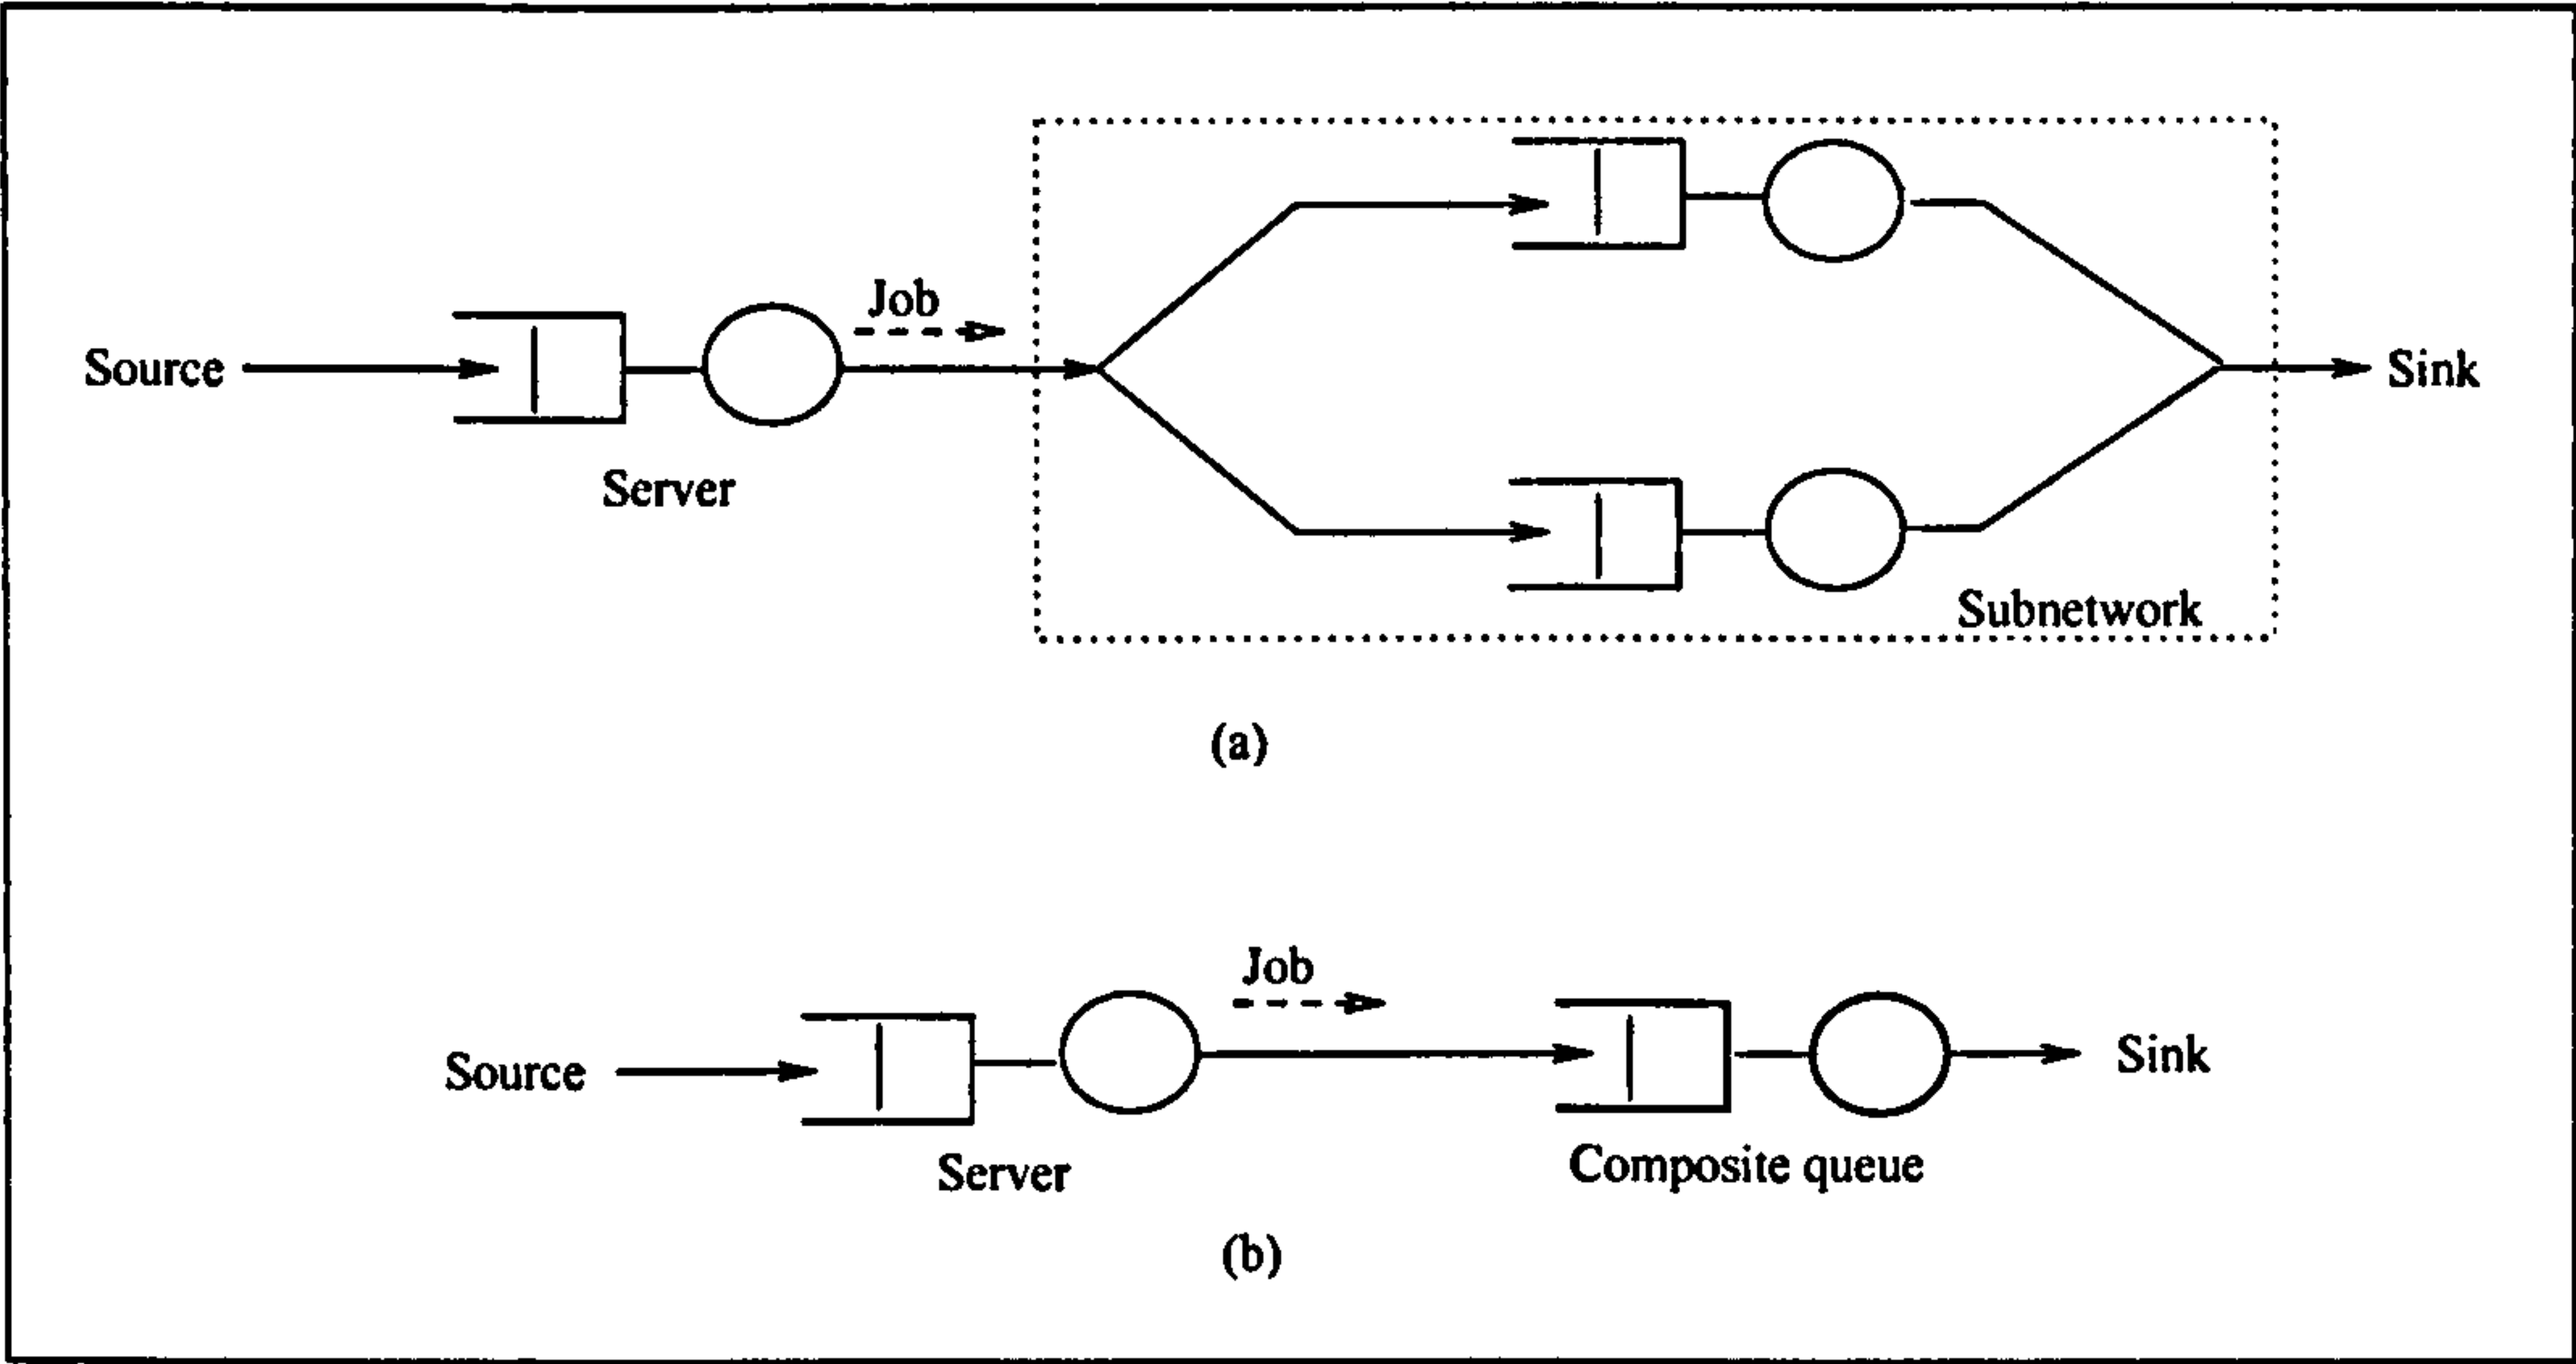 Job
Source
Sink
Server
Subnetwork
(a)
Job
Source
Sink
Composite queue
Server
(b)